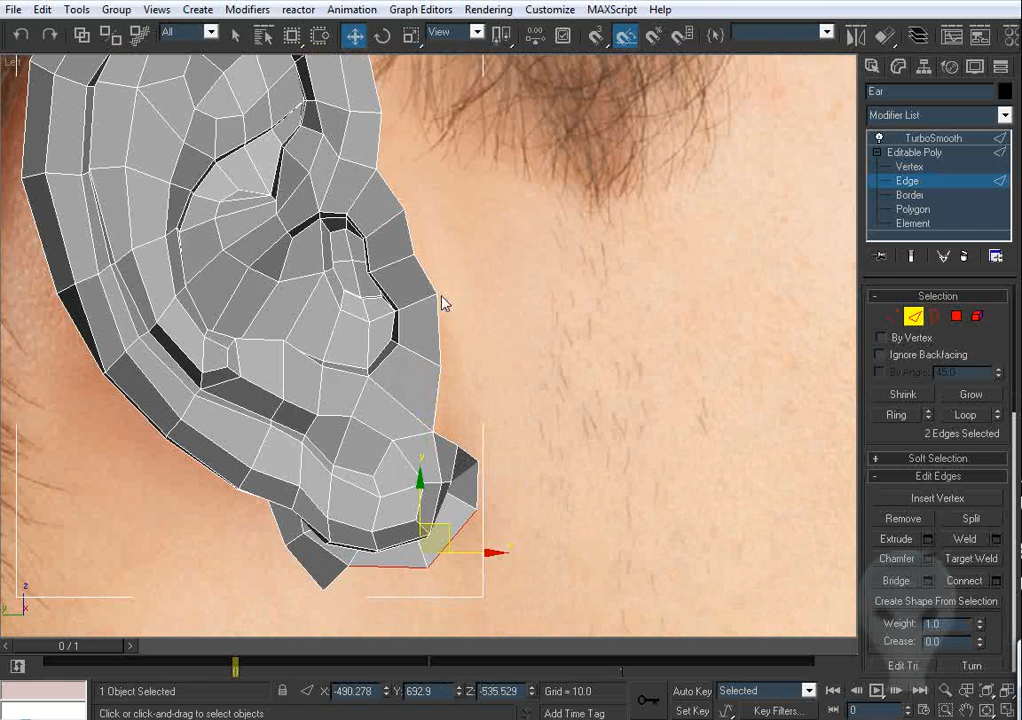 File Edit Tools Group Views Create Modifiers reactor Animation Graph Editors Rendering Customize MAXScript Help
All
View
Left
Ear
Modifier List
TurboSmooth
Editable Poly
Vertex
Edge
Border
Polygon
Element
Selection
By Vertex
Ignore Backfacing
By Angle: 45.0
Shrink Grow
Ring Loop
2 Edges Selected
Soft Selection
Edit Edges
Insert Vertex
Remove Split
Extrude Weld
Chamfer Target Weld
Bridge Connect
Create Shape From Selection
Weight: 1.0
Crease: 0.0
Edit Tri. Turn
y
x
z
y x
0 / 1
1 Object Selected X: -490.278 Y: 692.9 Z: -535.529 Grid = 10.0 Auto Key Selected
Click or click-and-drag to select objects Add Time Tag Set Key Key Filters... 0